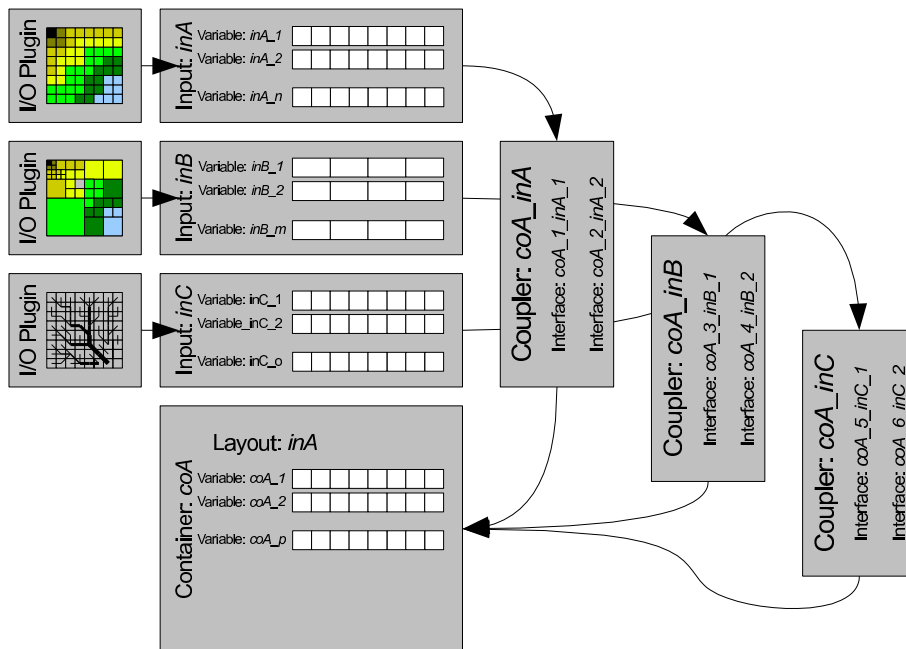 I/O Plugin
Input: inA
Variable: inA_1
Variable: inA_2
Variable: inA_n
I/O Plugin
Input: inB
Variable: inB_1
Variable: inB_2
Variable: inB_m
I/O Plugin
Input: inC
Variable: inC_1
Variable_inC_2
Variable: inC_o
Container: coA
Layout: inA
Variable: coA_1
Variable: coA_2
Variable: coA_p
Coupler: coA_inA
Interface: coA_1_inA_1
Interface: coA_2_inA_2
Coupler: coA_inB
Interface: coA_3_inB_1
Interface: coA_4_inB_2
Coupler: coA_inC
Interface: coA_5_inC_1
Interface: coA_6_inC_2